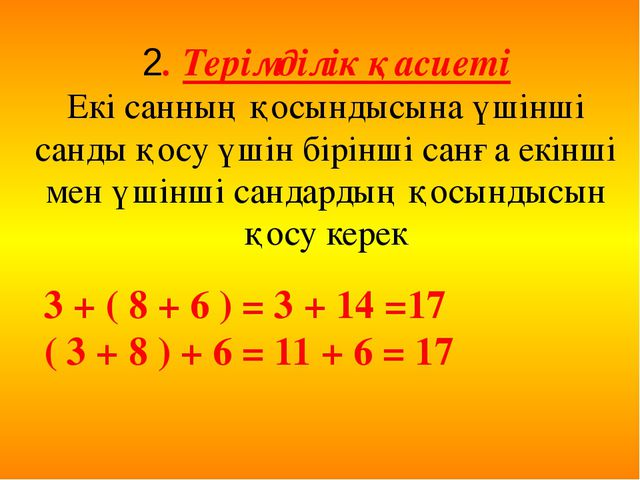 2. Терімділік қасиеті
Екі санның қосындысына үшінші
санды қосу үшін бірінші санға екінші
мен үшінші сандардың қосындысын
қосу керек
3 + ( 8 + 6 ) = 3 + 14 =17
( 3 + 8 ) + 6 = 11 + 6 = 17